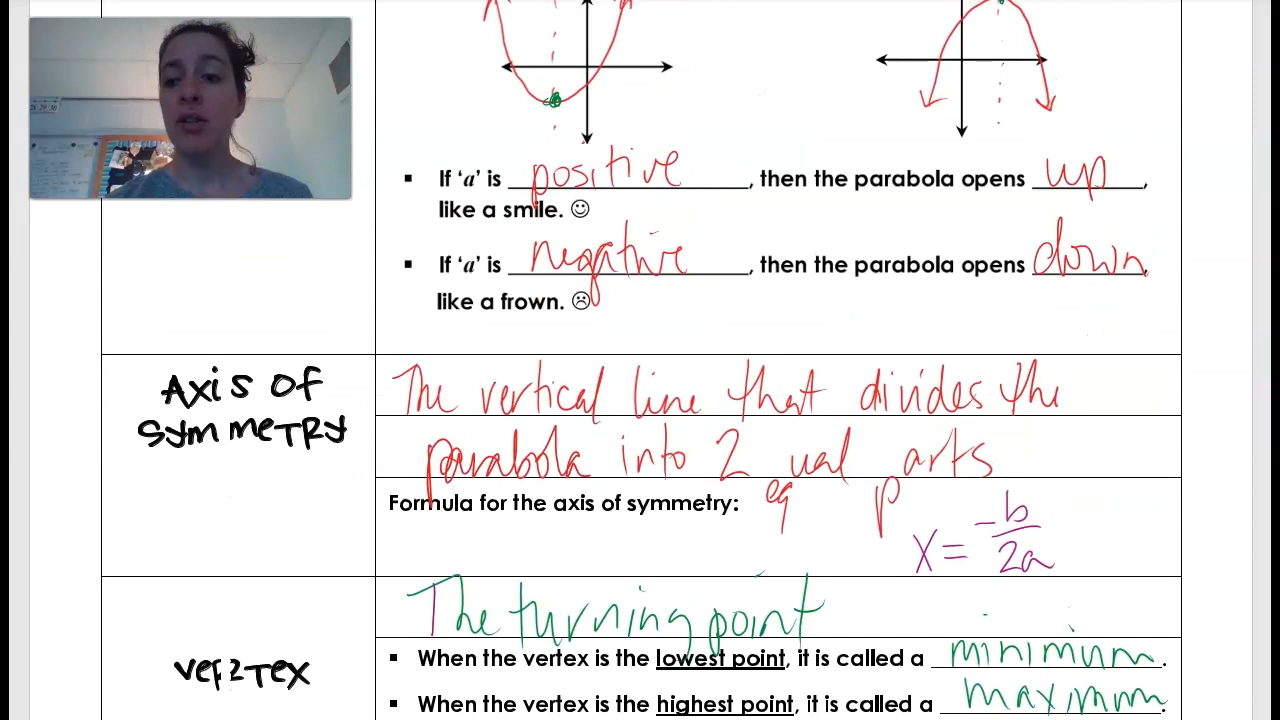 If ‘a’ is positive, then the parabola opens up,
like a smile. ☺
If ‘a’ is negative, then the parabola opens down,
like a frown. ☹
Axis of
symmetry
The vertical line that divides the
parabola into 2 equal parts
Formula for the axis of symmetry:
x = -b/2a
vertex
The turning point
When the vertex is the lowest point, it is called a minimum.
When the vertex is the highest point, it is called a maximum.